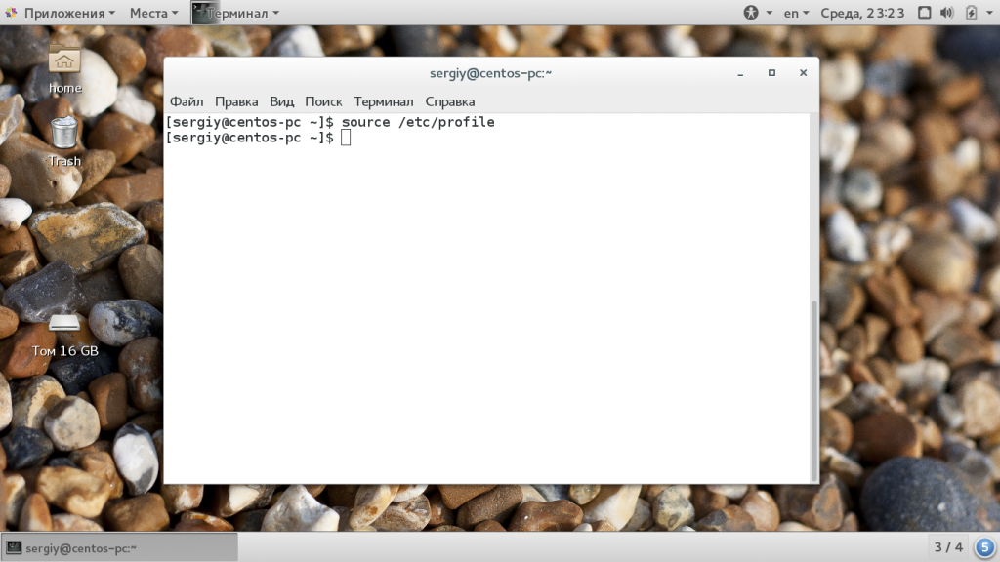 Приложения Места Терминал en Среда, 23:23
home
Trash
Том 16 GB
sergiy@centos-pc:~
Файл Правка Вид Поиск Терминал Справка
[sergiy@centos-pc ~]$ source /etc/profile
[sergiy@centos-pc ~]$
sergiy@centos-pc:~ 3 / 4 5